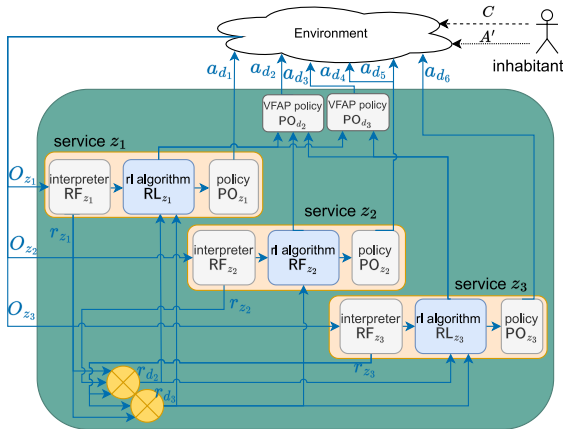 Environment
C
A′
inhabitant
a_{d_1}
a_{d_2}
a_{d_3}
a_{d_4}
a_{d_5}
a_{d_6}
VFAP policy
PO_{d_2}
VFAP policy
PO_{d_3}
service z_1
O_{z_1}
interpreter
RF_{z_1}
rl algorithm
RL_{z_1}
policy
PO_{z_1}
r_{z_1}
service z_2
O_{z_2}
interpreter
RF_{z_2}
rl algorithm
RF_{z_2}
policy
PO_{z_2}
r_{z_2}
service z_3
O_{z_3}
interpreter
RF_{z_3}
rl algorithm
RL_{z_3}
policy
PO_{z_3}
r_{z_3}
r_{d_2}
r_{d_3}